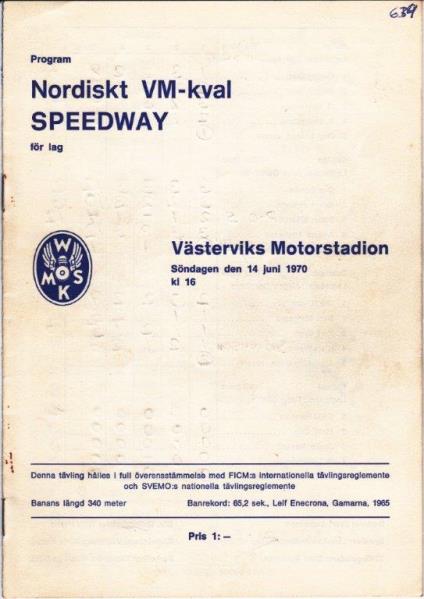 639
Program
Nordiskt VM-kval
SPEEDWAY
för lag
W
MOS
K
Västerviks Motorstadion
Söndagen den 14 juni 1970
kl 16
Denna tävling hålles i full överensstämmelse med FICM:s internationella tävlingsreglemente
och SVEMO:s nationella tävlingsreglemente
Banans längd 340 meter Banrekord: 65,2 sek., Leif Enecrona, Gamarna, 1965
Pris 1:—